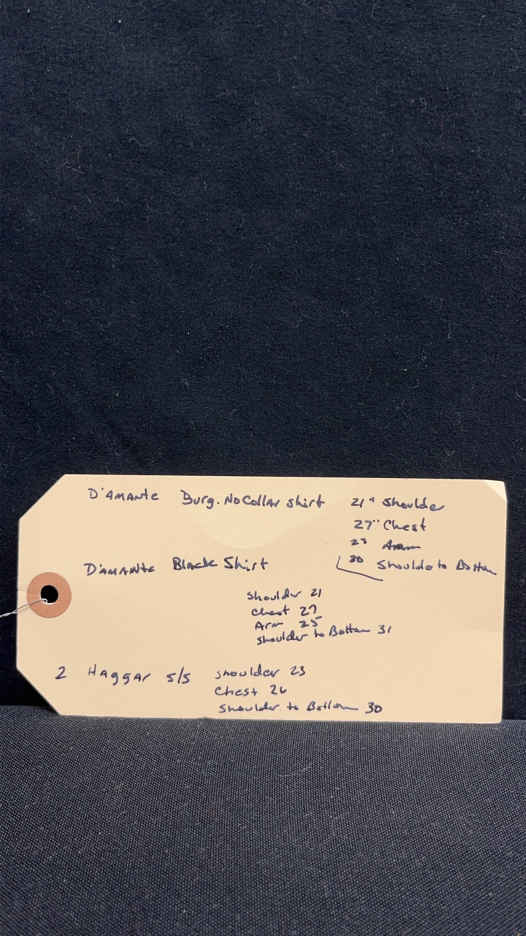 D'AMANte Burg. No Collar shirt 21" Shoulder
27" Chest
Arm
30 Shoulde to Bottom
D'AMANte Black Shirt
Shoulder 21
Chest 27
Arm 25
Shoulder to Bottom 31
2 HAGGAr S/S Shoulder 23
Chest 26
Shoulder to Bottom 30